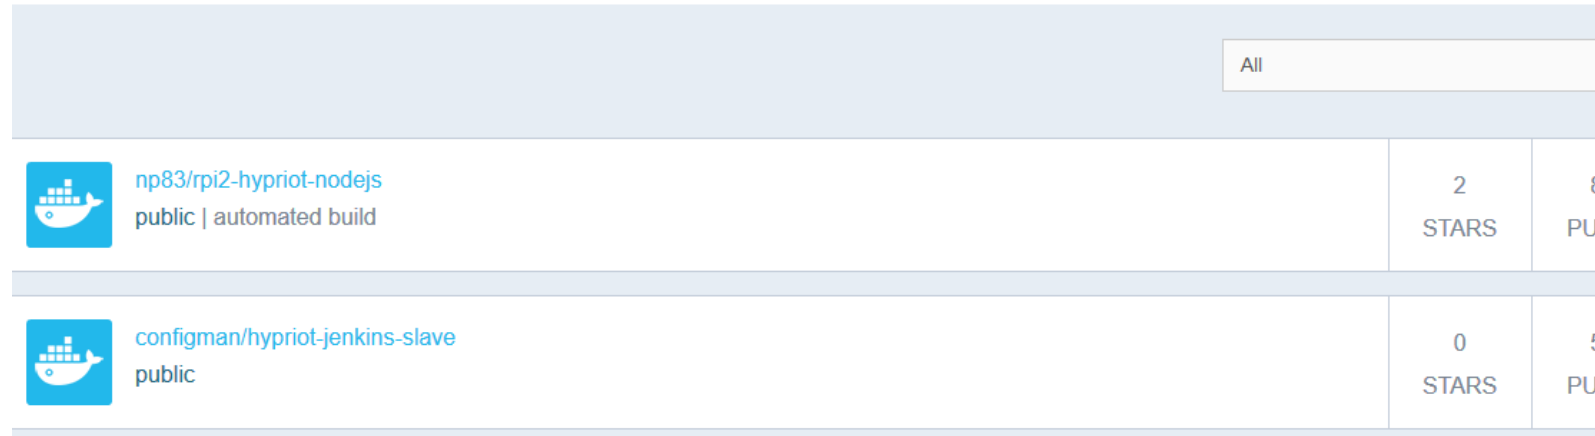 All
np83/rpi2-hypriot-nodejs
public | automated build
2
STARS
configman/hypriot-jenkins-slave
public
0
STARS